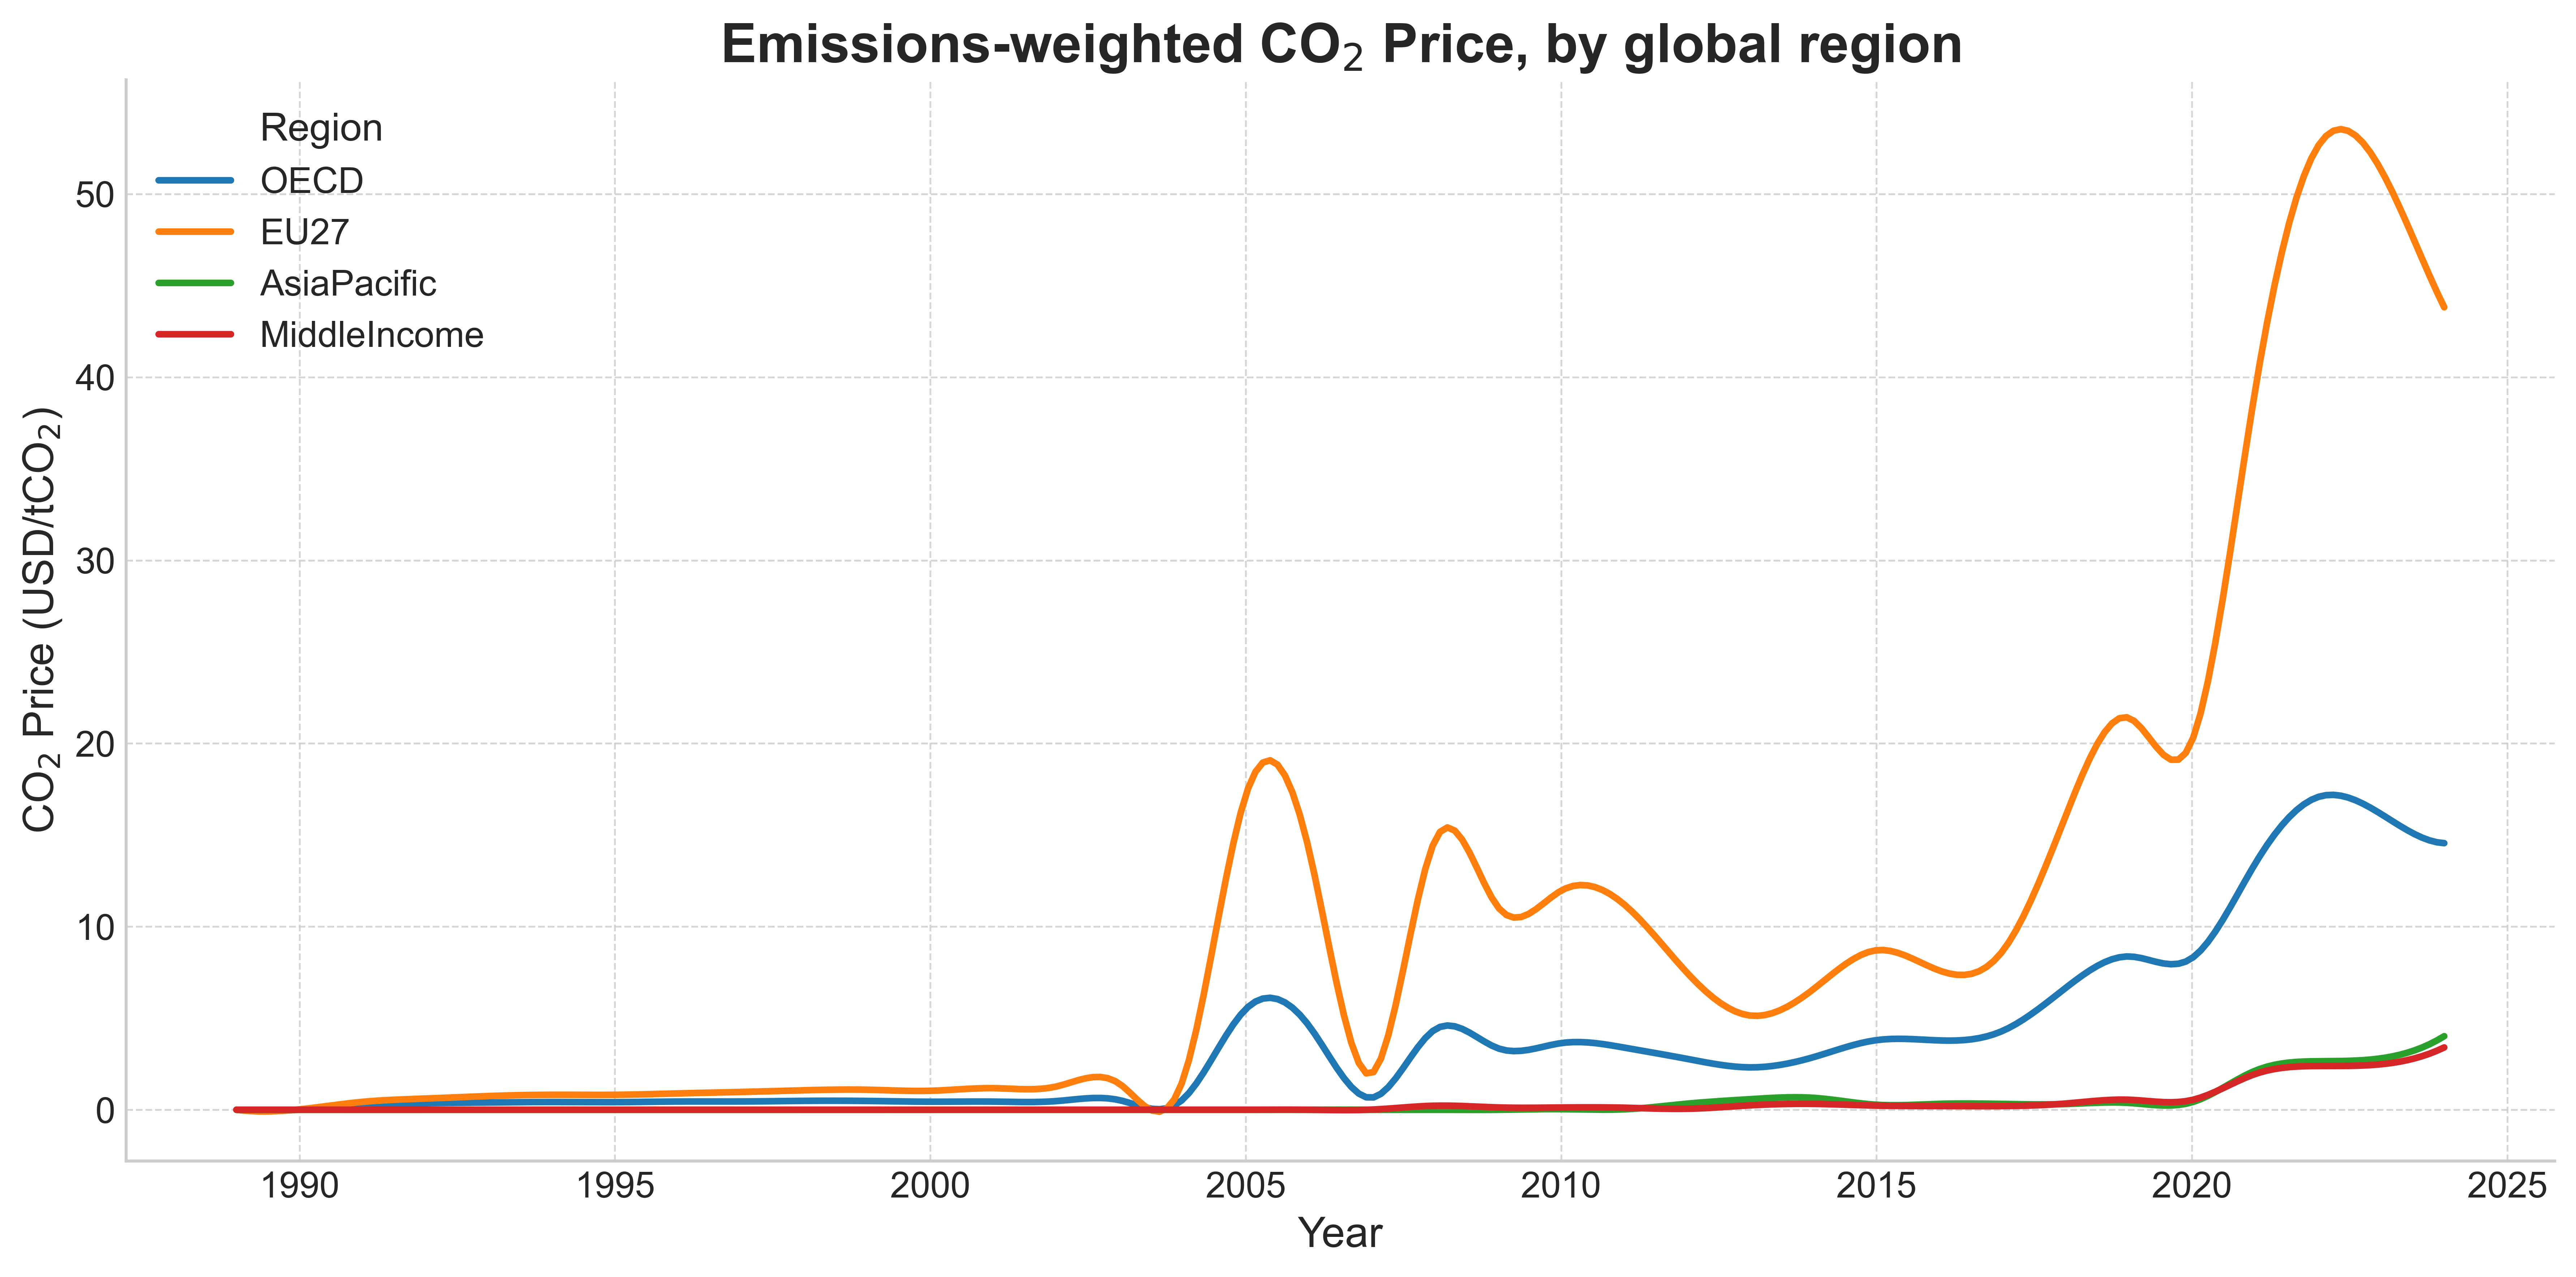 Emissions-weighted CO₂ Price, by global region
Region
OECD
EU27
AsiaPacific
MiddleIncome
CO₂ Price (USD/tCO₂)
50
40
30
20
10
0
1990 1995 2000 2005 2010 2015 2020 2025
Year